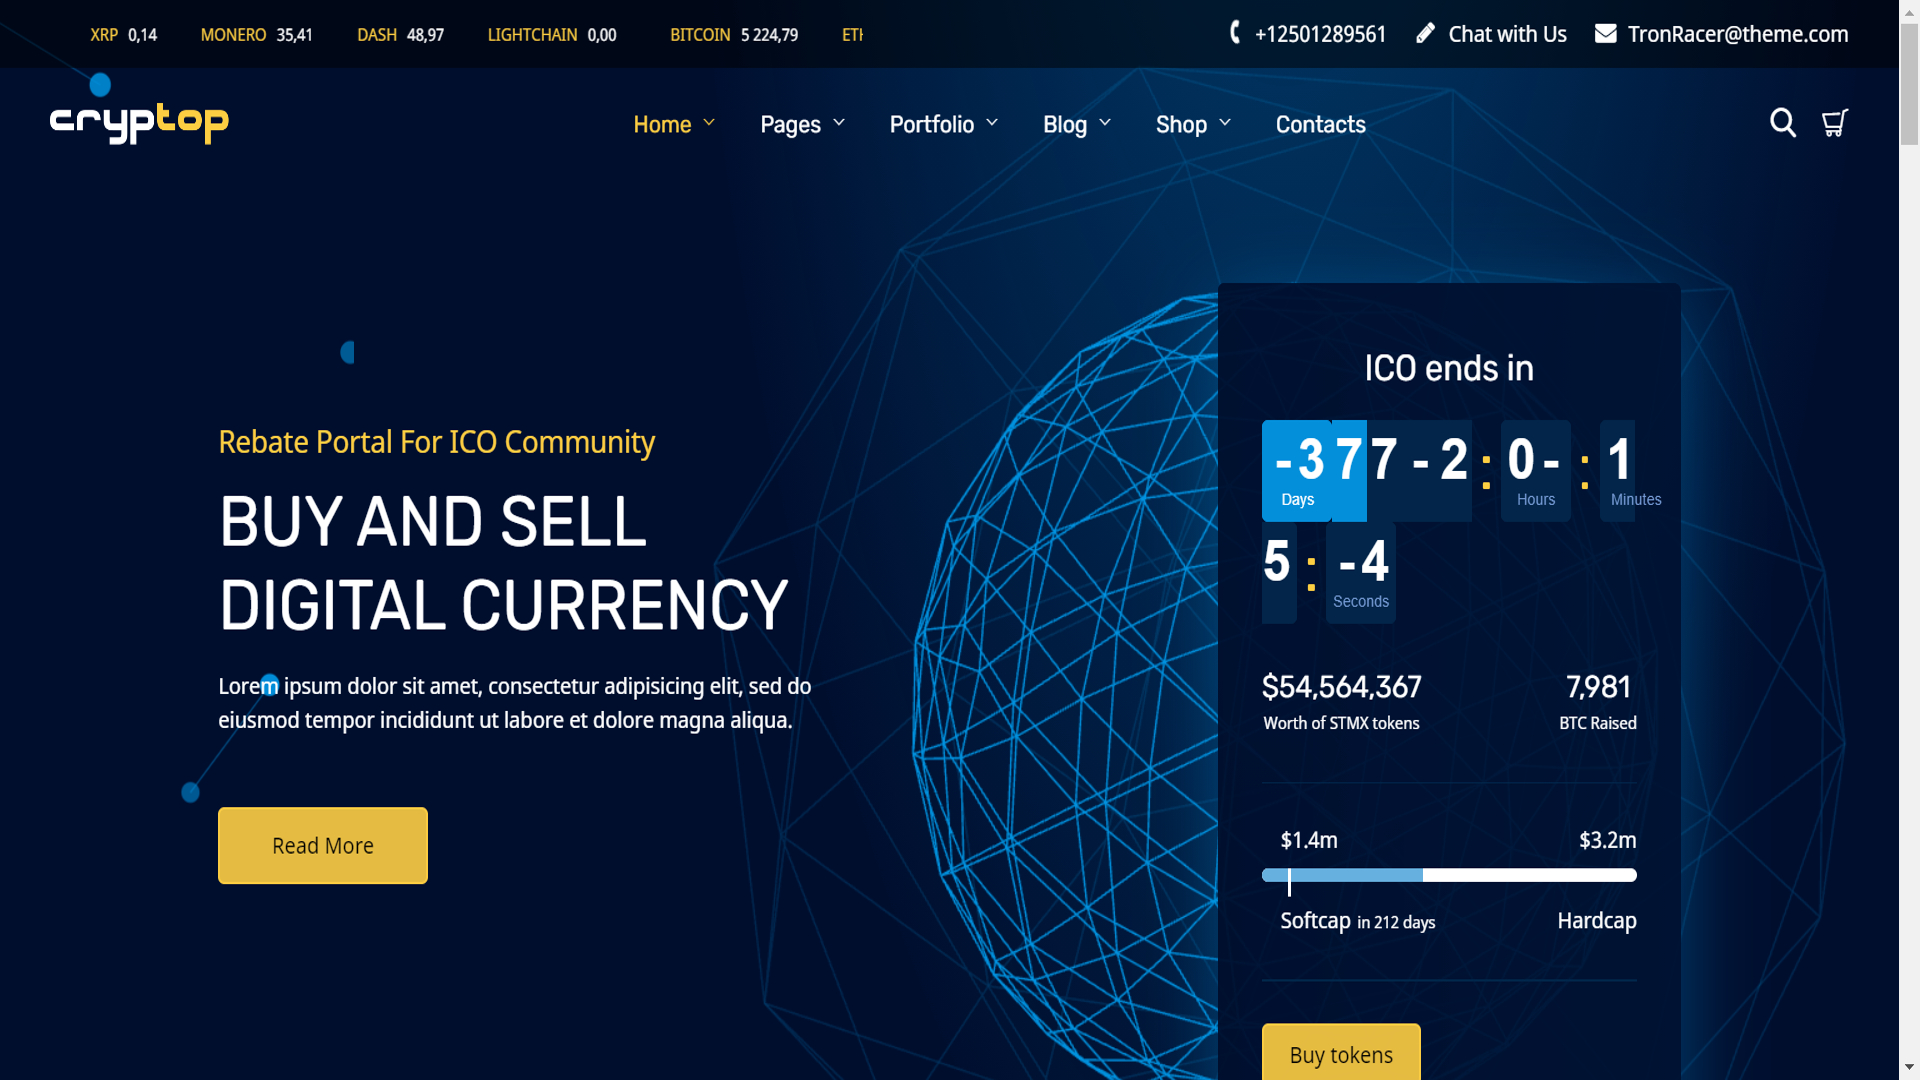 XRP 0,14 MONERO 35,41 DASH 48,97 LIGHTCHAIN 0,00 BITCOIN 5 224,79 ETH
+12501289561 Chat with Us TronRacer@theme.com
cryptop
Home Pages Portfolio Blog Shop Contacts
Rebate Portal For ICO Community
BUY AND SELL
DIGITAL CURRENCY
Lorem ipsum dolor sit amet, consectetur adipisicing elit, sed do
eiusmod tempor incididunt ut labore et dolore magna aliqua.
Read More
ICO ends in
-377-2 : 0- : 1
Days Hours Minutes
5 : -4
Seconds
$54,564,367 7,981
Worth of STMX tokens BTC Raised
$1.4m $3.2m
Softcap in 212 days Hardcap
Buy tokens